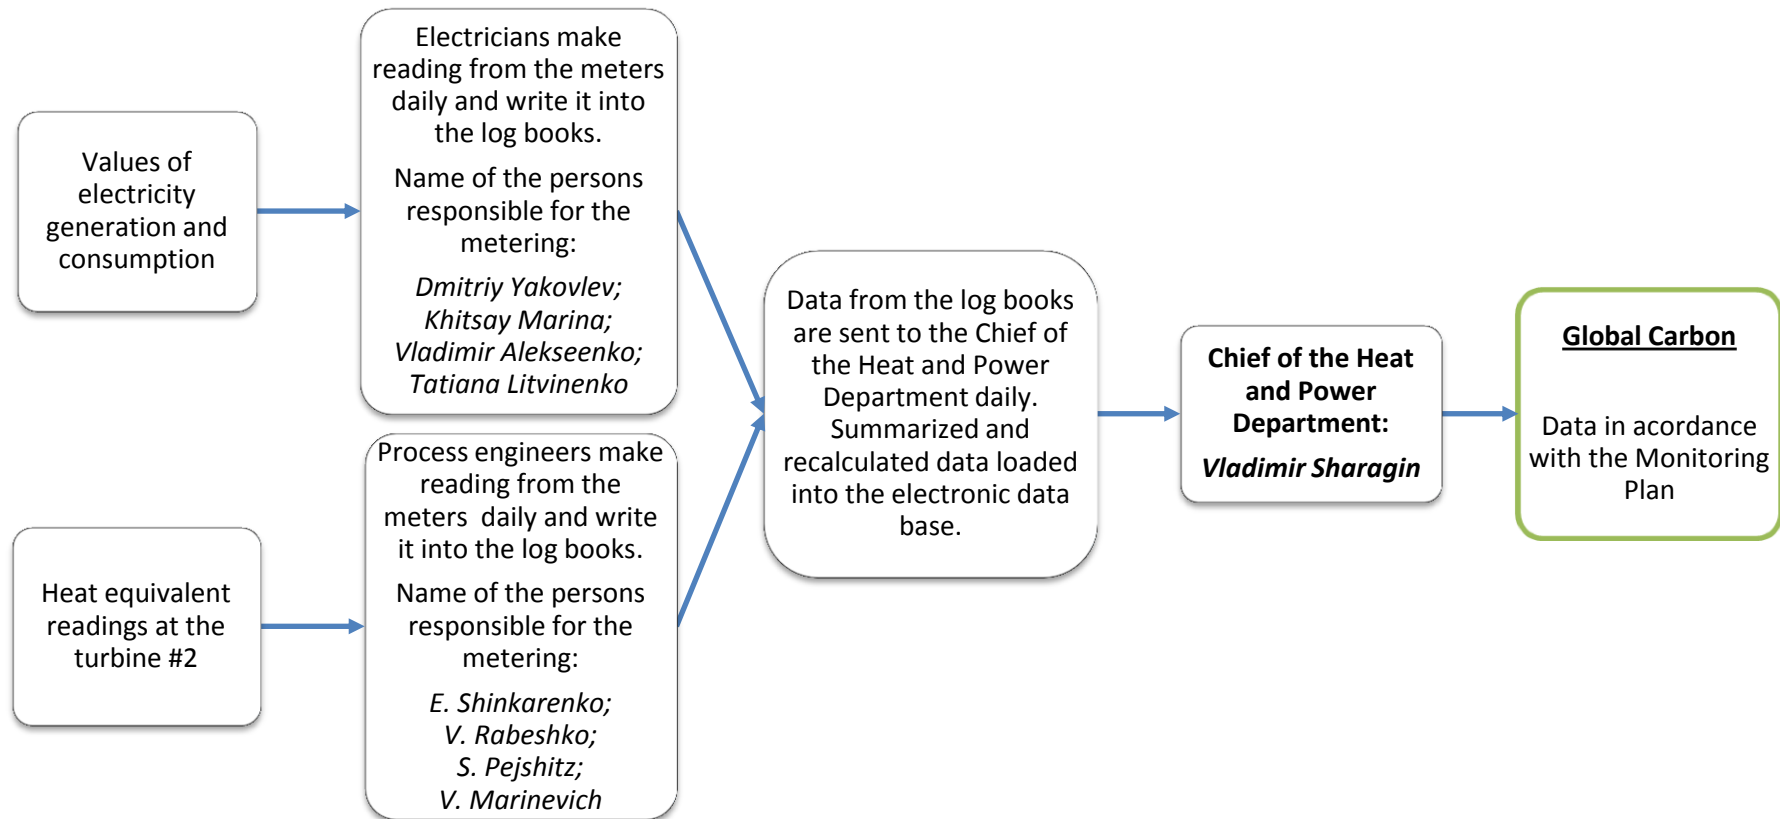 Values of
electricity
generation and
consumption
Electricians make
reading from the meters
daily and write it into
the log books.
Name of the persons
responsible for the
metering:
Dmitriy Yakovlev;
Khitsay Marina;
Vladimir Alekseenko;
Tatiana Litvinenko
Heat equivalent
readings at the
turbine #2
Process engineers make
reading from the
meters  daily and write
it into the log books.
Name of the persons
responsible for the
metering:
E. Shinkarenko;
V. Rabeshko;
S. Pejshitz;
V. Marinevich
Data from the log books
are sent to the Chief of
the Heat and Power
Department daily.
Summarized and
recalculated data loaded
into the electronic data
base.
Chief of the Heat
and Power
Department:
Vladimir Sharagin
Global Carbon
Data in acordance
with the Monitoring
Plan